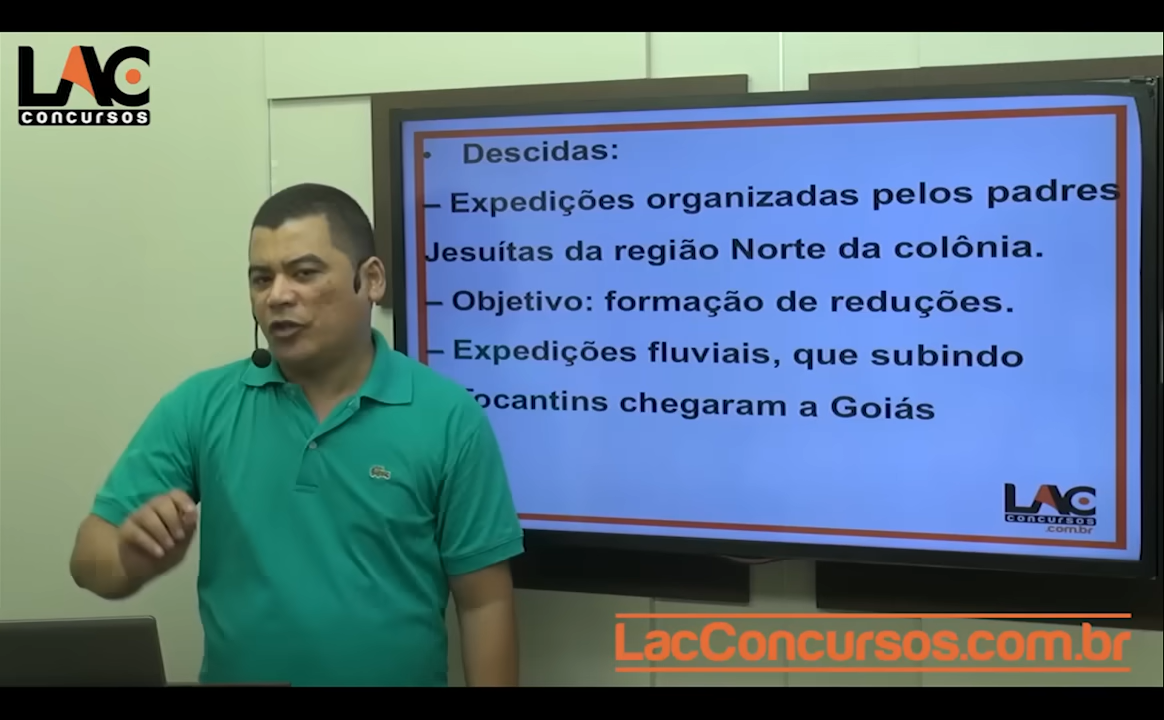 LAC
concursos
• Descidas:
– Expedições organizadas pelos padres
Jesuítas da região Norte da colônia.
– Objetivo: formação de reduções.
– Expedições fluviais, que subindo
Tocantins chegaram a Goiás
LAC
concursos
.com.br
LacConcursos.com.br